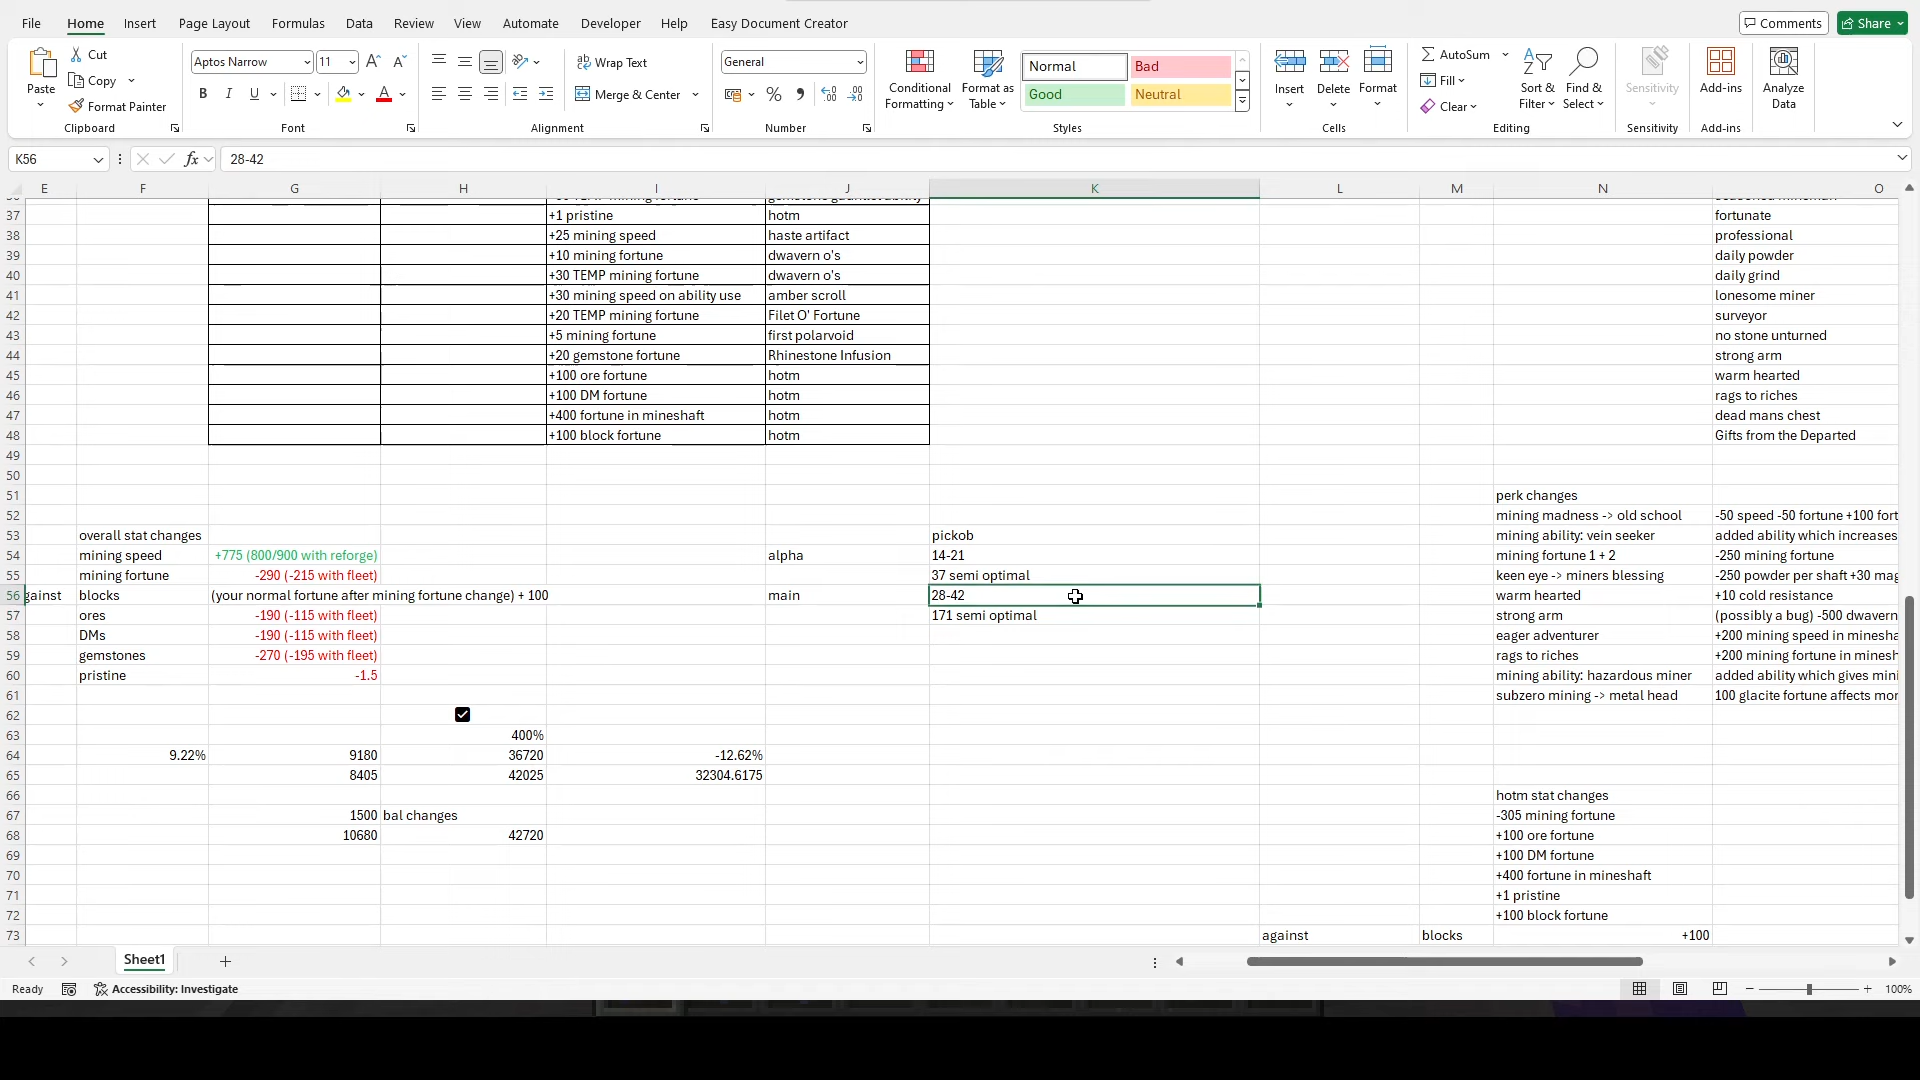 File Home Insert Page Layout Formulas Data Review View Automate Developer Help Easy Document Creator Comments Share
Paste Cut Copy Format Painter Clipboard
Aptos Narrow 11 B I U Font
Wrap Text Merge & Center Alignment
General Number
Conditional Formatting Format as Table Normal Bad Good Neutral Styles
Insert Delete Format Cells
AutoSum Fill Clear Sort & Filter Find & Select Editing
Sensitivity Sensitivity
Add-ins Add-ins
Analyze Data
K56 fx 28-42
E F G H I J K L M N O
37 +1 pristine hotm fortunate
38 +25 mining speed haste artifact professional
39 +10 mining fortune dwavern o's daily powder
40 +30 TEMP mining fortune dwavern o's daily grind
41 +30 mining speed on ability use amber scroll lonesome miner
42 +20 TEMP mining fortune Filet O' Fortune surveyor
43 +5 mining fortune first polarvoid no stone unturned
44 +20 gemstone fortune Rhinestone Infusion strong arm
45 +100 ore fortune hotm warm hearted
46 +100 DM fortune hotm rags to riches
47 +400 fortune in mineshaft hotm dead mans chest
48 +100 block fortune hotm Gifts from the Departed
49
50
51 perk changes
52 mining madness -> old school -50 speed -50 fortune +100 fort
53 overall stat changes pickob mining ability: vein seeker added ability which increases
54 mining speed +775 (800/900 with reforge) alpha 14-21 mining fortune 1 + 2 -250 mining fortune
55 mining fortune -290 (-215 with fleet) 37 semi optimal keen eye -> miners blessing -250 powder per shaft +30 mag
56 gainst blocks (your normal fortune after mining fortune change) + 100 main 28-42 warm hearted +10 cold resistance
57 ores -190 (-115 with fleet) 171 semi optimal strong arm (possibly a bug) -500 dwavern
58 DMs -190 (-115 with fleet) eager adventurer +200 mining speed in minesha
59 gemstones -270 (-195 with fleet) rags to riches +200 mining fortune in minesh
60 pristine -1.5 mining ability: hazardous miner added ability which gives mini
61 subzero mining -> metal head 100 glacite fortune affects mor
62
63 400%
64 9.22% 9180 36720 -12.62%
65 8405 42025 32304.6175
66 hotm stat changes
67 1500 bal changes -305 mining fortune
68 10680 42720 +100 ore fortune
69 +100 DM fortune
70 +400 fortune in mineshaft
71 +1 pristine
72 +100 block fortune
73 against blocks +100
Sheet1
Ready Accessibility: Investigate 100%